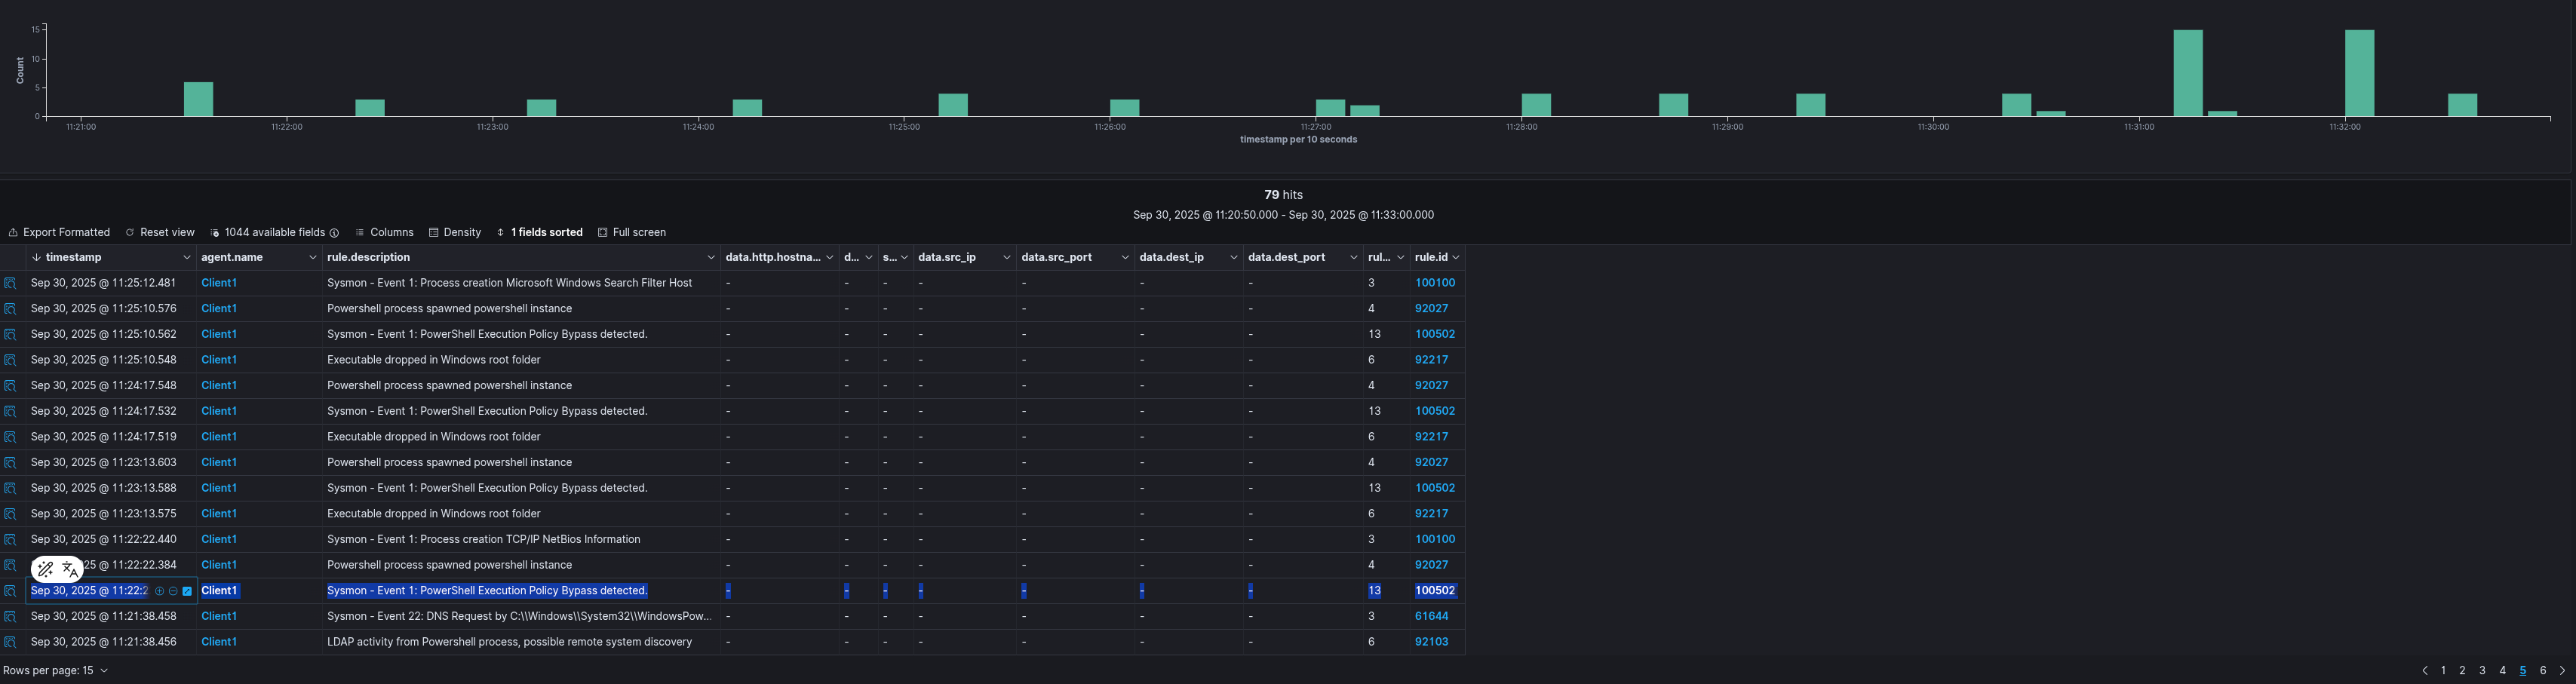 15
10
5
0
Count
11:21:00 11:22:00 11:23:00 11:24:00 11:25:00 11:26:00 11:27:00 11:28:00 11:29:00 11:30:00 11:31:00 11:32:00
timestamp per 10 seconds
79 hits
Sep 30, 2025 @ 11:20:50.000 - Sep 30, 2025 @ 11:33:00.000
Export Formatted Reset view 1044 available fields Columns Density 1 fields sorted Full screen
timestamp agent.name rule.description data.http.hostna... d... s... data.src_ip data.src_port data.dest_ip data.dest_port rul... rule.id
Sep 30, 2025 @ 11:25:12.481 Client1 Sysmon - Event 1: Process creation Microsoft Windows Search Filter Host - - - - - - - 3 100100
Sep 30, 2025 @ 11:25:10.576 Client1 Powershell process spawned powershell instance - - - - - - - 4 92027
Sep 30, 2025 @ 11:25:10.562 Client1 Sysmon - Event 1: PowerShell Execution Policy Bypass detected. - - - - - - - 13 100502
Sep 30, 2025 @ 11:25:10.548 Client1 Executable dropped in Windows root folder - - - - - - - 6 92217
Sep 30, 2025 @ 11:24:17.548 Client1 Powershell process spawned powershell instance - - - - - - - 4 92027
Sep 30, 2025 @ 11:24:17.532 Client1 Sysmon - Event 1: PowerShell Execution Policy Bypass detected. - - - - - - - 13 100502
Sep 30, 2025 @ 11:24:17.519 Client1 Executable dropped in Windows root folder - - - - - - - 6 92217
Sep 30, 2025 @ 11:23:13.603 Client1 Powershell process spawned powershell instance - - - - - - - 4 92027
Sep 30, 2025 @ 11:23:13.588 Client1 Sysmon - Event 1: PowerShell Execution Policy Bypass detected. - - - - - - - 13 100502
Sep 30, 2025 @ 11:23:13.575 Client1 Executable dropped in Windows root folder - - - - - - - 6 92217
Sep 30, 2025 @ 11:22:22.440 Client1 Sysmon - Event 1: Process creation TCP/IP NetBios Information - - - - - - - 3 100100
25 @ 11:22:22.384 Client1 Powershell process spawned powershell instance - - - - - - - 4 92027
Sep 30, 2025 @ 11:22:2 Client1 Sysmon - Event 1: PowerShell Execution Policy Bypass detected. - - - - - - - 13 100502
Sep 30, 2025 @ 11:21:38.458 Client1 Sysmon - Event 22: DNS Request by C:\\Windows\\System32\\WindowsPow... - - - - - - - 3 61644
Sep 30, 2025 @ 11:21:38.456 Client1 LDAP activity from Powershell process, possible remote system discovery - - - - - - - 6 92103
Rows per page: 15 1 2 3 4 5 6